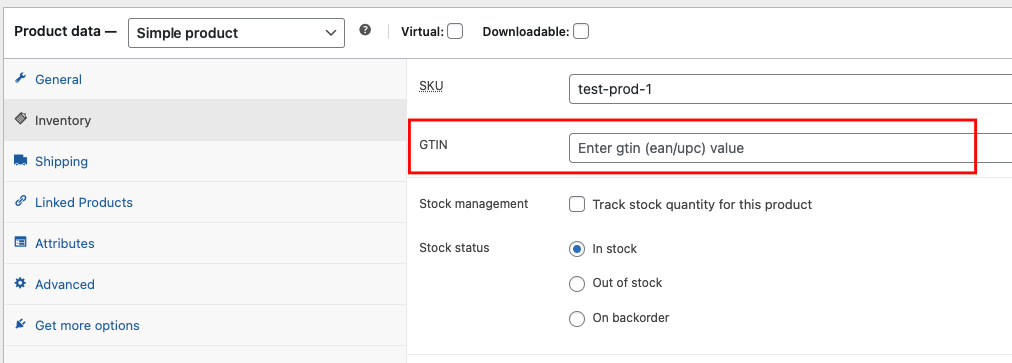 Product data — Simple product Virtual: Downloadable:
General
Inventory
Shipping
Linked Products
Attributes
Advanced
Get more options
SKU test-prod-1
GTIN Enter gtin (ean/upc) value
Stock management Track stock quantity for this product
Stock status In stock
Out of stock
On backorder